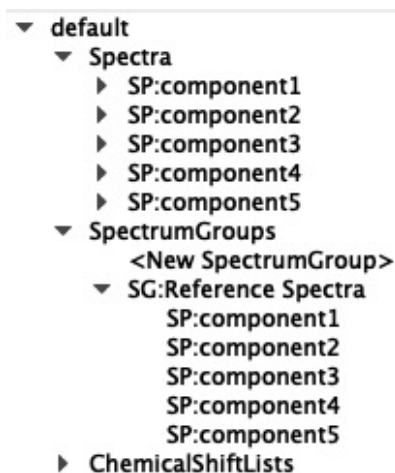 default
Spectra
SP:component1
SP:component2
SP:component3
SP:component4
SP:component5
SpectrumGroups
<New SpectrumGroup>
SG:Reference Spectra
SP:component1
SP:component2
SP:component3
SP:component4
SP:component5
ChemicalShiftLists